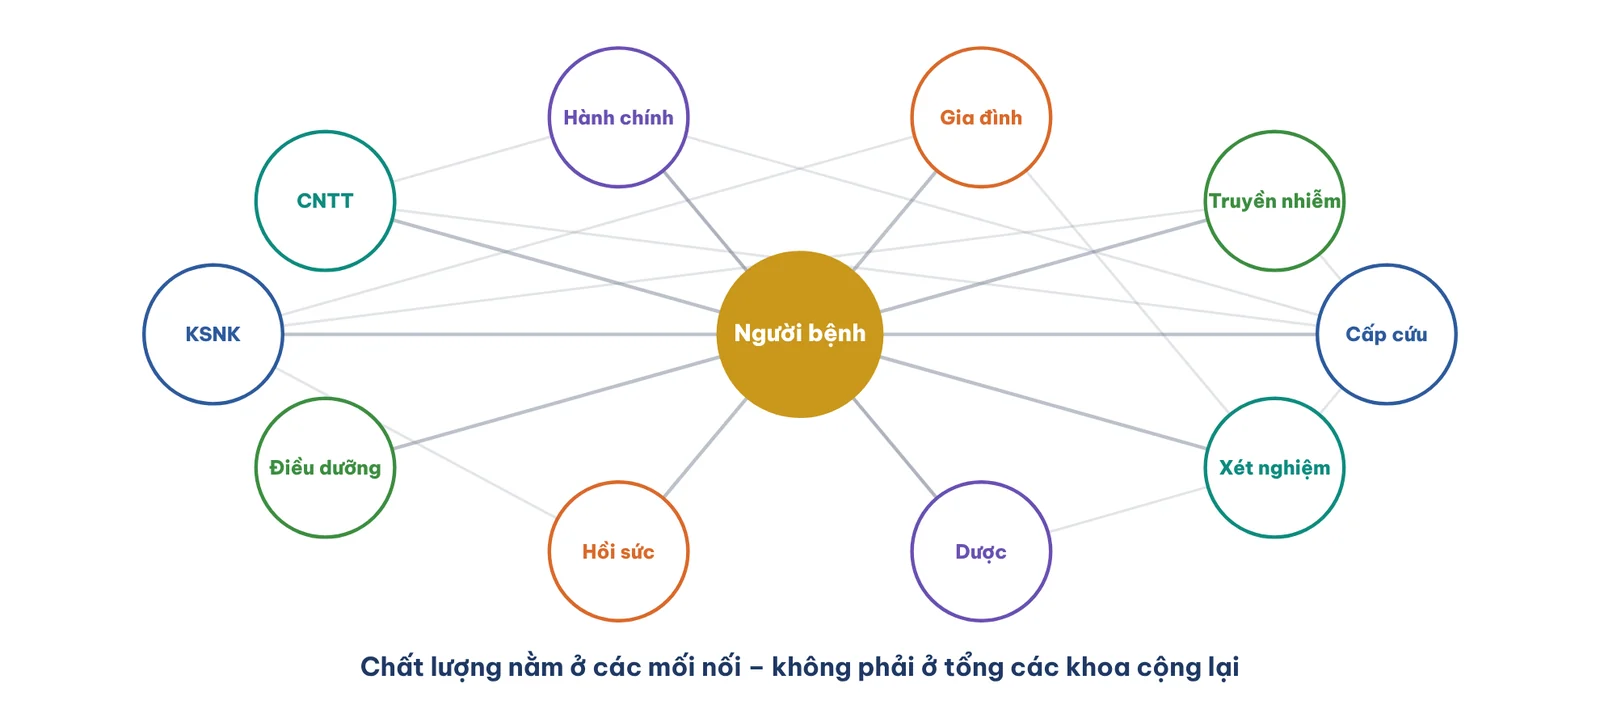 Hành chính
Gia đình
CNTT
Truyền nhiễm
KSNK
Người bệnh
Cấp cứu
Điều dưỡng
Xét nghiệm
Hồi sức
Dược
Chất lượng nằm ở các mối nối – không phải ở tổng các khoa cộng lại